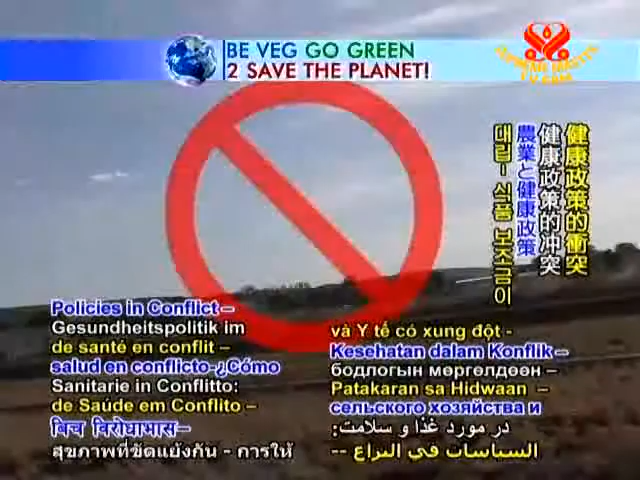 BE VEG GO GREEN
2 SAVE THE PLANET!
健康政策的衝突
健康政策的冲突
農業と健康政策
대립- 식품 보조금이
Policies in Conflict –
Gesundheitspolitik im
de santé en conflit –
salud en conflicto-¿Cómo
Sanitarie in Conflitto:
de Saúde em Conflito –
बिच विरोधाभास–
สุขภาพที่ขัดแย้งกัน - การให้
và Y tế có xung đột -
Kesehatan dalam Konflik –
бодлогын мөргөлдөөн –
Patakaran sa Hidwaan –
сельского хозяйства и
در مورد غذا و سلامت:
السياسات في النزاع --